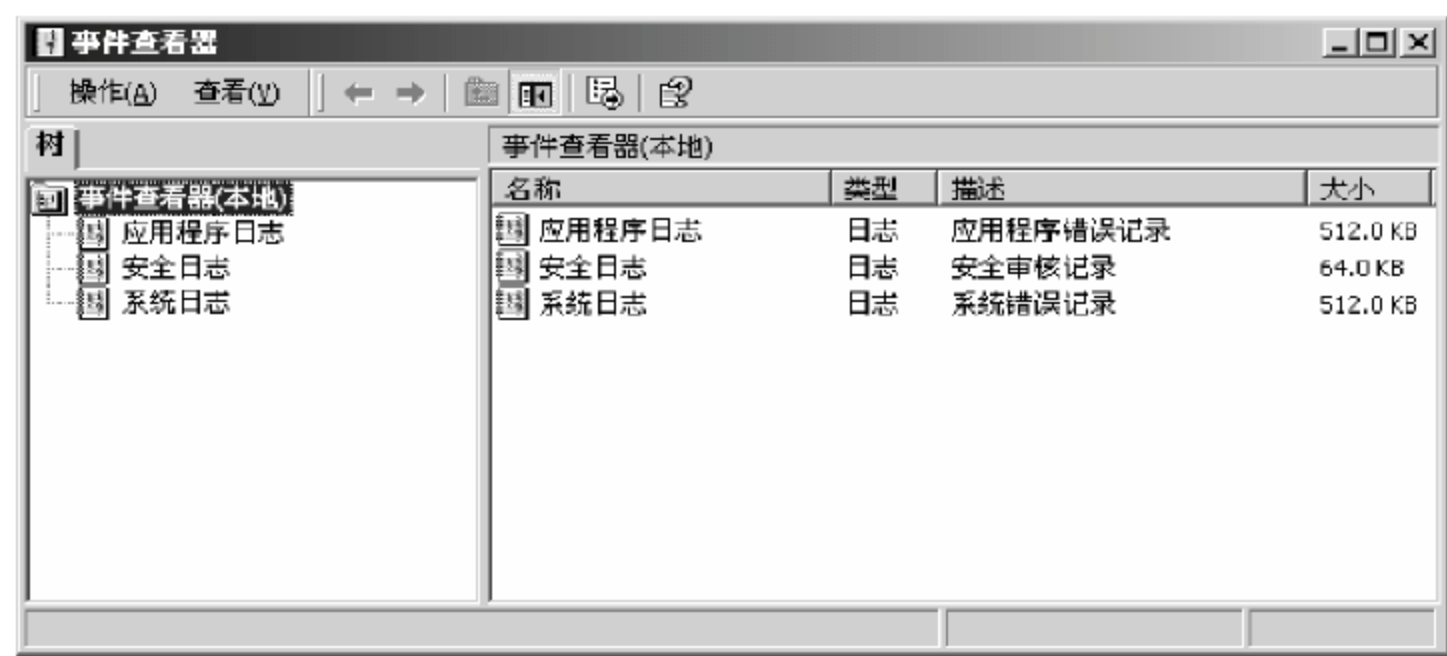 事件查看器
操作(A) 查看(V)
树
事件查看器(本地)
事件查看器(本地)
应用程序日志
安全日志
系统日志
名称 类型 描述 大小
应用程序日志 日志 应用程序错误记录 512.0 KB
安全日志 日志 安全审核记录 64.0 KB
系统日志 日志 系统错误记录 512.0 KB